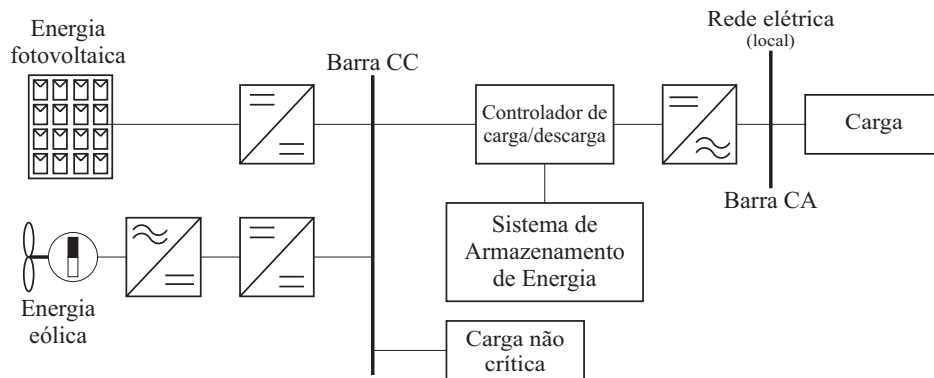 Energia
fotovoltaica
Barra CC
Rede elétrica
(local)
Controlador de
carga/descarga
Carga
Barra CA
Sistema de
Armazenamento
de Energia
Energia
eólica
Carga não
crítica